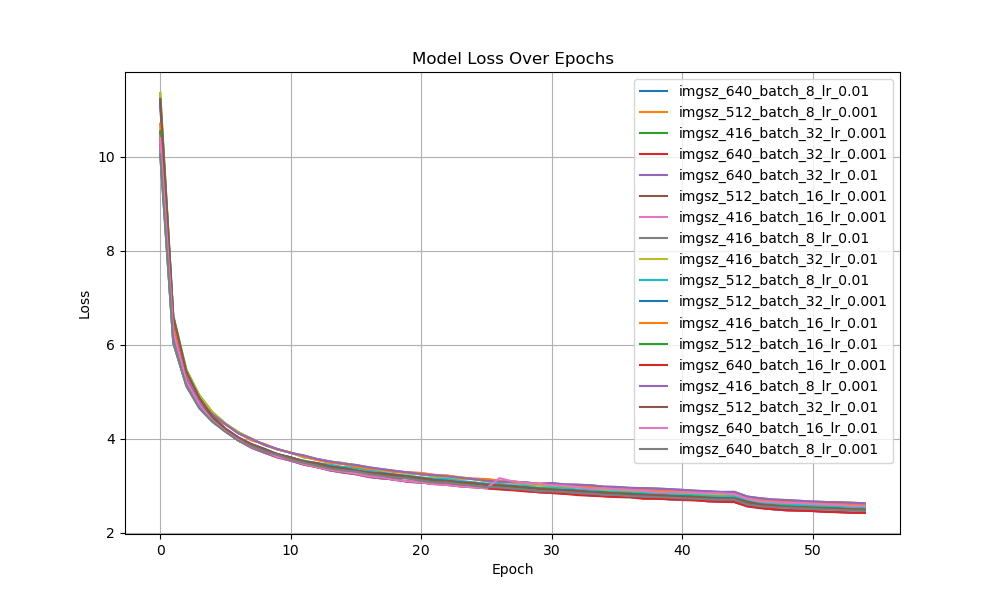 Model Loss Over Epochs
imgsz_640_batch_8_lr_0.01
imgsz_512_batch_8_lr_0.001
imgsz_416_batch_32_lr_0.001
imgsz_640_batch_32_lr_0.001
imgsz_640_batch_32_lr_0.01
imgsz_512_batch_16_lr_0.001
imgsz_416_batch_16_lr_0.001
imgsz_416_batch_8_lr_0.01
imgsz_416_batch_32_lr_0.01
imgsz_512_batch_8_lr_0.01
imgsz_512_batch_32_lr_0.001
imgsz_416_batch_16_lr_0.01
imgsz_512_batch_16_lr_0.01
imgsz_640_batch_16_lr_0.001
imgsz_416_batch_8_lr_0.001
imgsz_512_batch_32_lr_0.01
imgsz_640_batch_16_lr_0.01
imgsz_640_batch_8_lr_0.001
10
8
6
4
2
Loss
0 10 20 30 40 50
Epoch